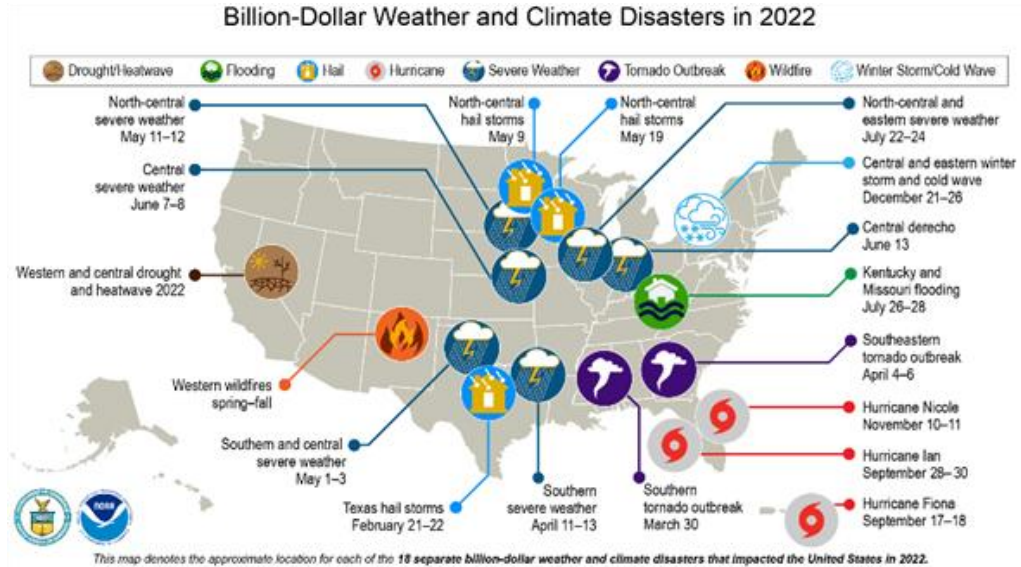 Billion-Dollar Weather and Climate Disasters in 2022
Drought/Heatwave
Flooding
Hail
Hurricane
Severe Weather
Tornado Outbreak
Wildfire
Winter Storm/Cold Wave
North-central
severe weather
May 11–12
North-central
hail storms
May 9
North-central
hail storms
May 19
North-central and
eastern severe weather
July 22–24
Central
severe weather
June 7–8
Central and eastern winter
storm and cold wave
December 21–26
Central derecho
June 13
Western and central drought
and heatwave 2022
Kentucky and
Missouri flooding
July 26–28
Southeastern
tornado outbreak
April 4–6
Western wildfires
spring–fall
Hurricane Nicole
November 10–11
Southern and central
severe weather
May 1–3
Hurricane Ian
September 28–30
Texas hail storms
February 21–22
Southern
severe weather
April 11–13
Southern
tornado outbreak
March 30
Hurricane Fiona
September 17–18
noaa
This map denotes the approximate location for each of the 18 separate billion-dollar weather and climate disasters that impacted the United States in 2022.